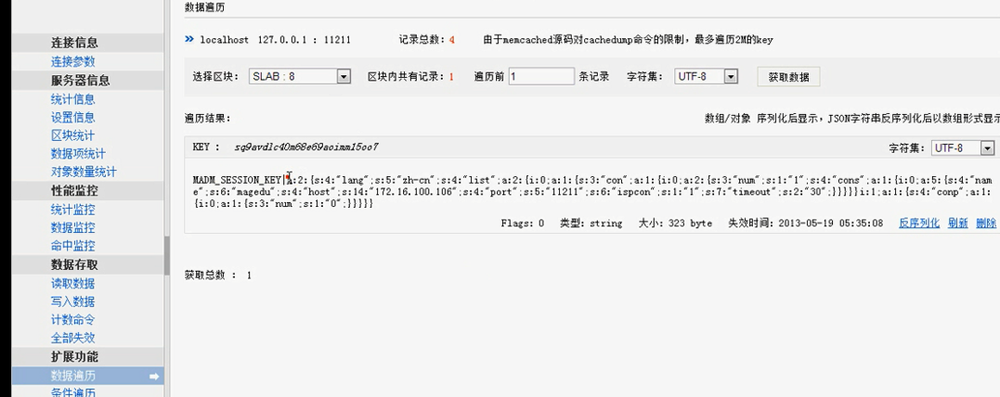 数据遍历
连接信息
连接参数
服务器信息
统计信息
设置信息
区块统计
数据项统计
对象数量统计
性能监控
统计监控
数据监控
命中监控
数据存取
读取数据
写入数据
计数命令
全部失效
扩展功能
数据遍历
条件遍历
localhost 127.0.0.1 : 11211 记录总数: 4 由于memcached源码对cachedump命令的限制,最多遍历2M的key
选择区块: SLAB : 8 区块内共有记录: 1 遍历前 1 条记录 字符集: UTF-8 获取数据
遍历结果: 数组/对象 序列化后显示, JSON字符串反序列化后以数组形式显示
KEY : sq9avdlc40m68e69aoimml5oo7 字符集: UTF-8
MADM_SESSION_KEY|a:2:{s:4:"lang";s:5:"zh-cn";s:4:"list";a:2:{i:0;a:1:{s:3:"con";a:1:{i:0;a:2:{s:3:"num";s:1:"1";s:4:"cons";a:1:{i:0;a:5:{s:4:"nam
e";s:6:"magedu";s:4:"host";s:14:"172.16.100.106";s:4:"port";s:5:"11211";s:6:"ispcon";s:1:"1";s:7:"timeout";s:2:"30";}}}}}i:1;a:1:{s:4:"conp";a:1:
{i:0;a:1:{s:3:"num";s:1:"0";}}}}}
Flags: 0 类型: string 大小: 323 byte 失效时间: 2013-05-19 05:35:08 反序列化 刷新 删除
获取总数 : 1